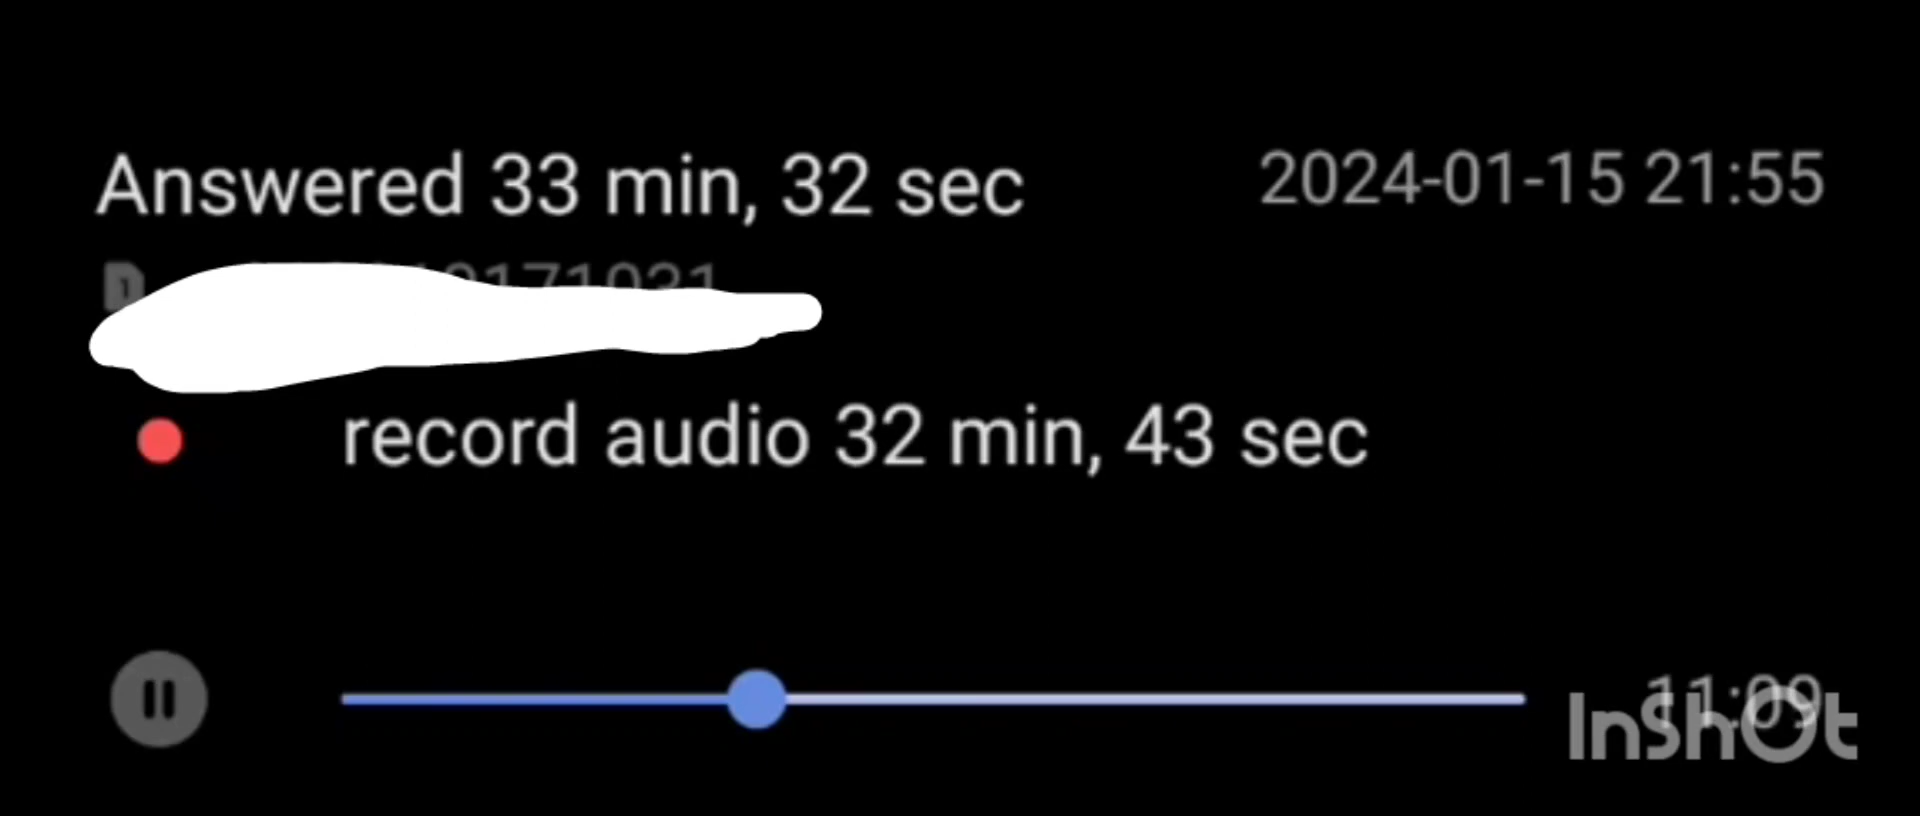 Answered 33 min, 32 sec
2024-01-15 21:55
record audio 32 min, 43 sec
11:09
InShOt